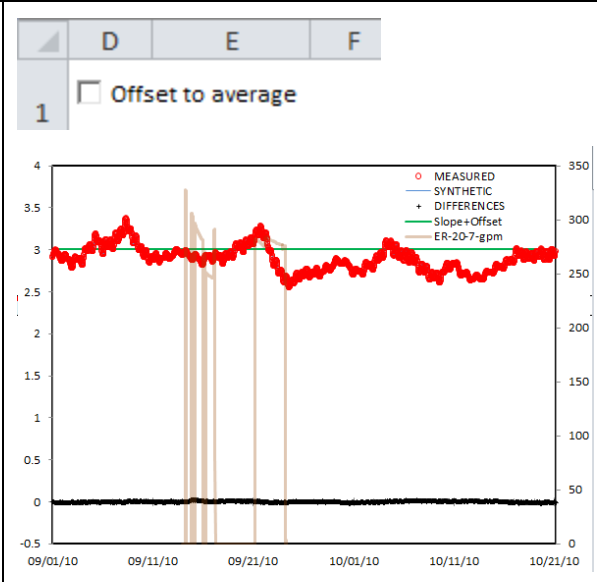 D E F
1 Offset to average
4 350
MEASURED
SYNTHETIC
3.5 DIFFERENCES 300
Slope+Offset
ER-20-7-gpm
3 250
2.5
2 200
1.5 150
1 100
0.5
0 50
-0.5 0
09/01/10 09/11/10 09/21/10 10/01/10 10/11/10 10/21/10